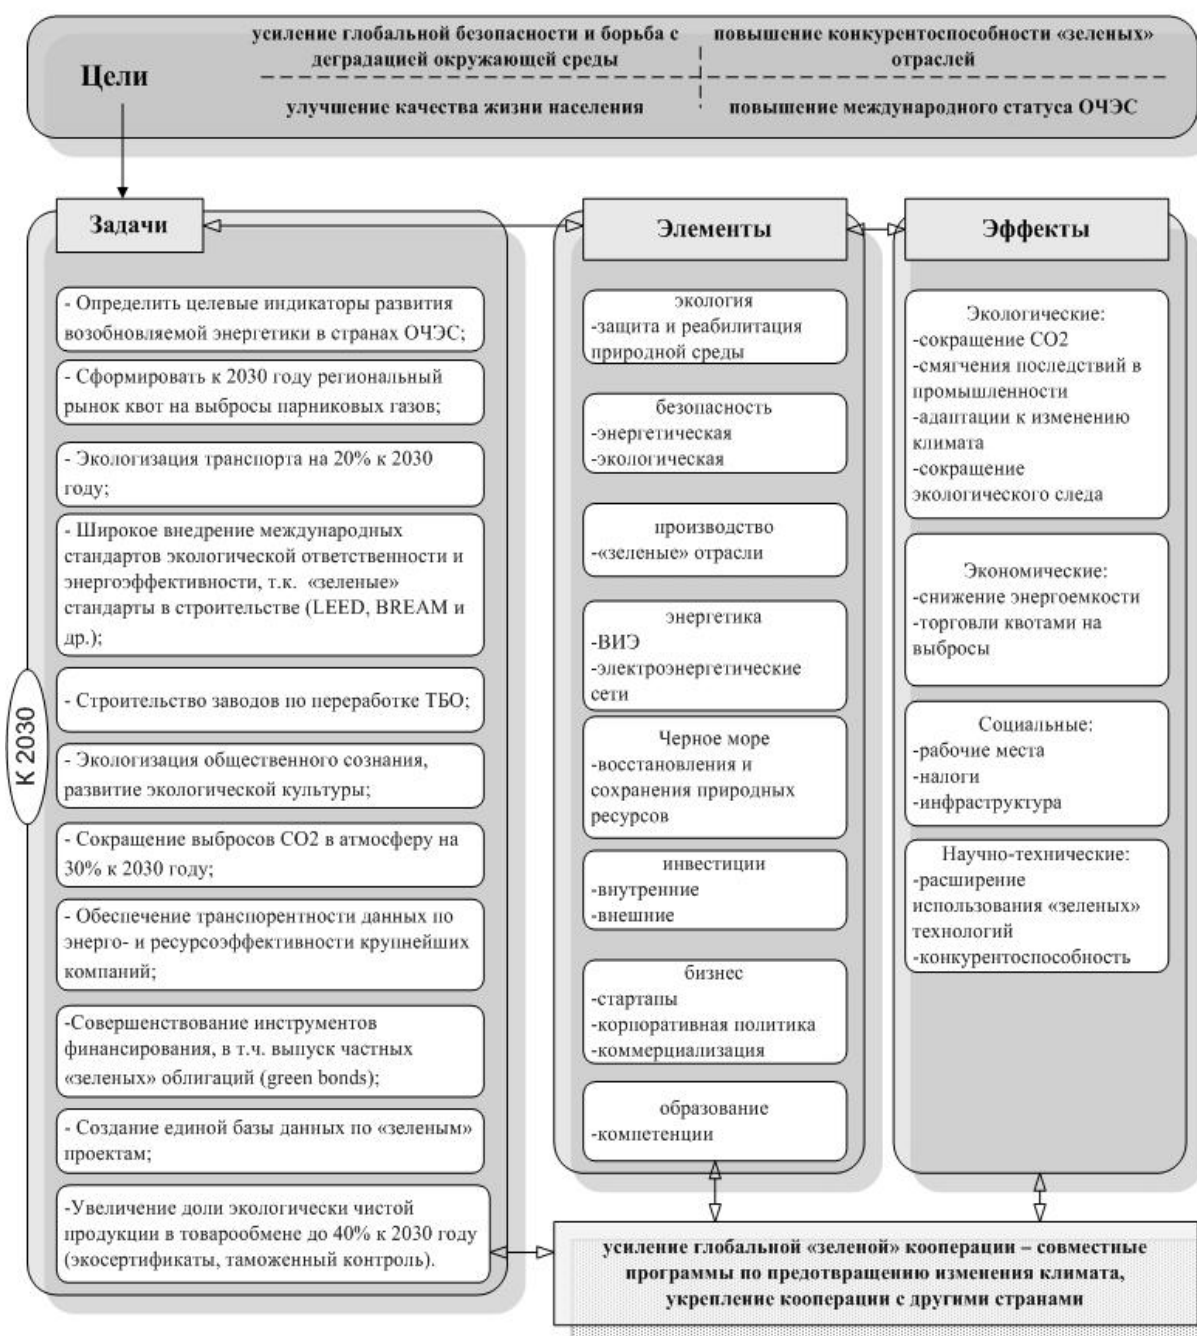 Цели
усиление глобальной безопасности и борьба с
деградацией окружающей среды
повышение конкурентоспособности «зеленых»
отраслей
улучшение качества жизни населения
повышение международного статуса ОЧЭС
К 2030
Задачи
- Определить целевые индикаторы развития
возобновляемой энергетики в странах ОЧЭС;
- Сформировать к 2030 году региональный
рынок квот на выбросы парниковых газов;
- Экологизация транспорта на 20% к 2030
году;
- Широкое внедрение международных
стандартов экологической ответственности и
энергоэффективности, т.к. «зеленые»
стандарты в строительстве (LEED, BREAM и
др.);
- Строительство заводов по переработке ТБО;
- Экологизация общественного сознания,
развитие экологической культуры;
- Сокращение выбросов СО2 в атмосферу на
30% к 2030 году;
- Обеспечение транспорентности данных по
энерго- и ресурсоэффективности крупнейших
компаний;
-Совершенствование инструментов
финансирования, в т.ч. выпуск частных
«зеленых» облигаций (green bonds);
- Создание единой базы данных по «зеленым»
проектам;
-Увеличение доли экологически чистой
продукции в товарообмене до 40% к 2030 году
(экосертификаты, таможенный контроль).
Элементы
экология
-защита и реабилитация
природной среды
безопасность
-энергетическая
-экологическая
производство
-«зеленые» отрасли
энергетика
-ВИЭ
-электроэнергетические
сети
Черное море
-восстановления и
сохранения природных
ресурсов
инвестиции
-внутренние
-внешние
бизнес
-стартапы
-корпоративная политика
-коммерциализация
образование
-компетенции
Эффекты
Экологические:
-сокращение СО2
-смягчения последствий в
промышленности
-адаптации к изменению
климата
-сокращение
экологического следа
Экономические:
-снижение энергоемкости
-торговли квотами на
выбросы
Социальные:
-рабочие места
-налоги
-инфраструктура
Научно-технические:
-расширение
использования «зеленых»
технологий
-конкурентоспособность
усиление глобальной «зеленой» кооперации – совместные
программы по предотвращению изменения климата,
укрепление кооперации с другими странами